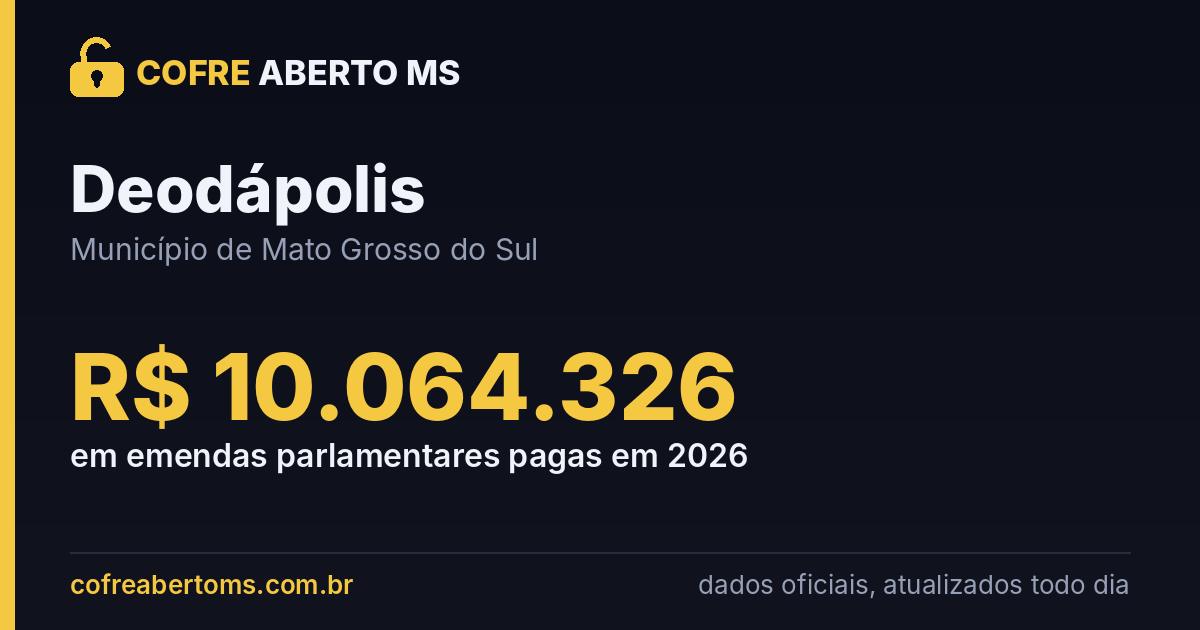 COFRE ABERTO MS
Deodápolis
Município de Mato Grosso do Sul
R$ 10.064.326
em emendas parlamentares pagas em 2026
cofreabertoms.com.br
dados oficiais, atualizados todo dia